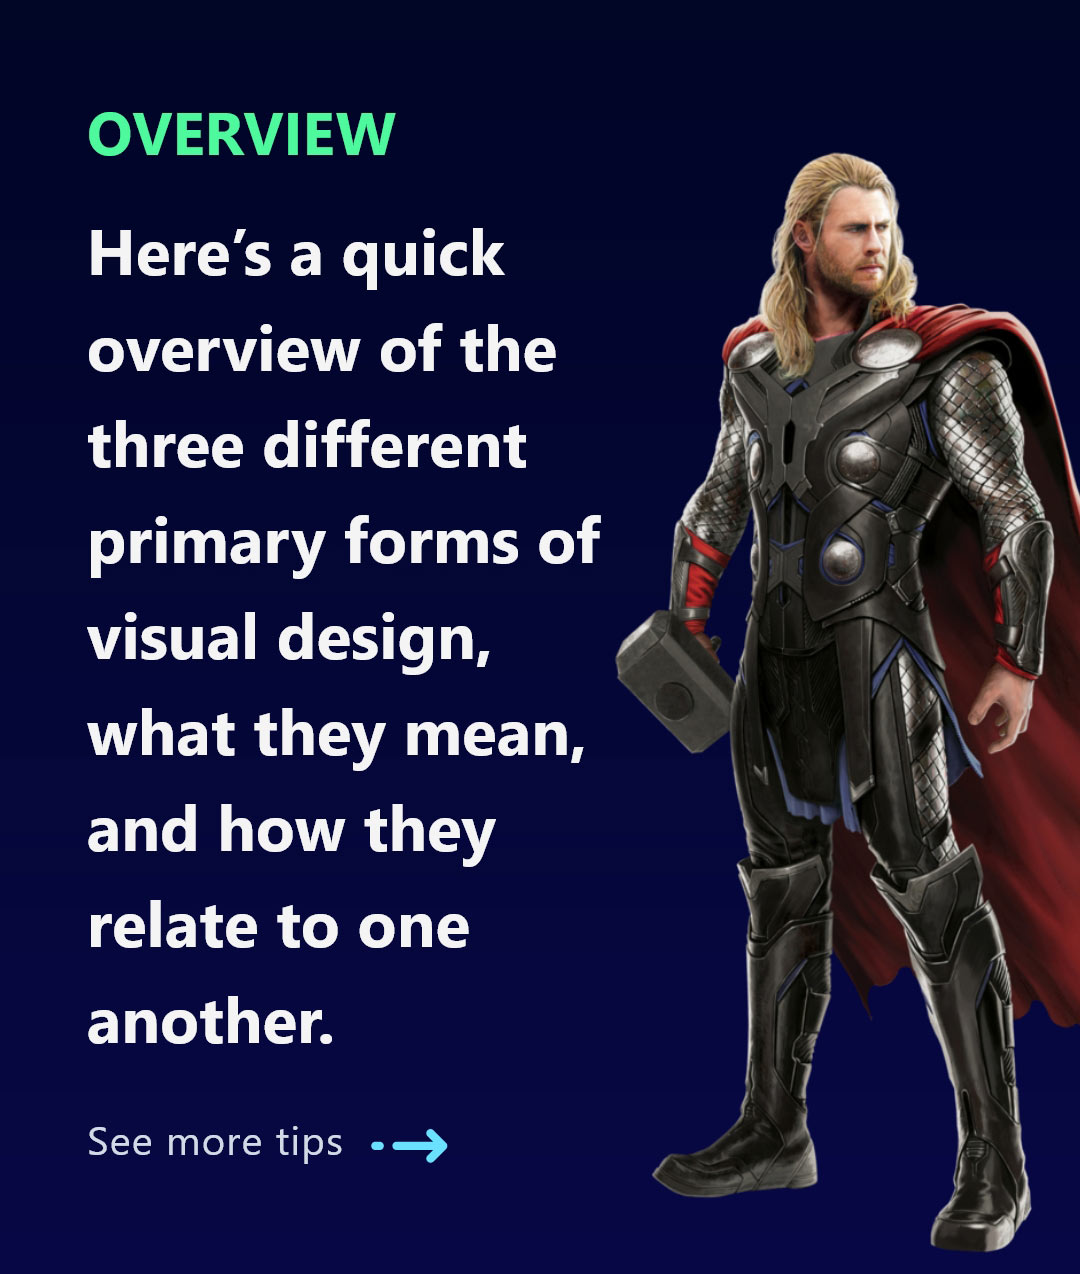 OVERVIEW
Here’s a quick
overview of the
three different
primary forms of
visual design,
what they mean,
and how they
relate to one
another.
See more tips